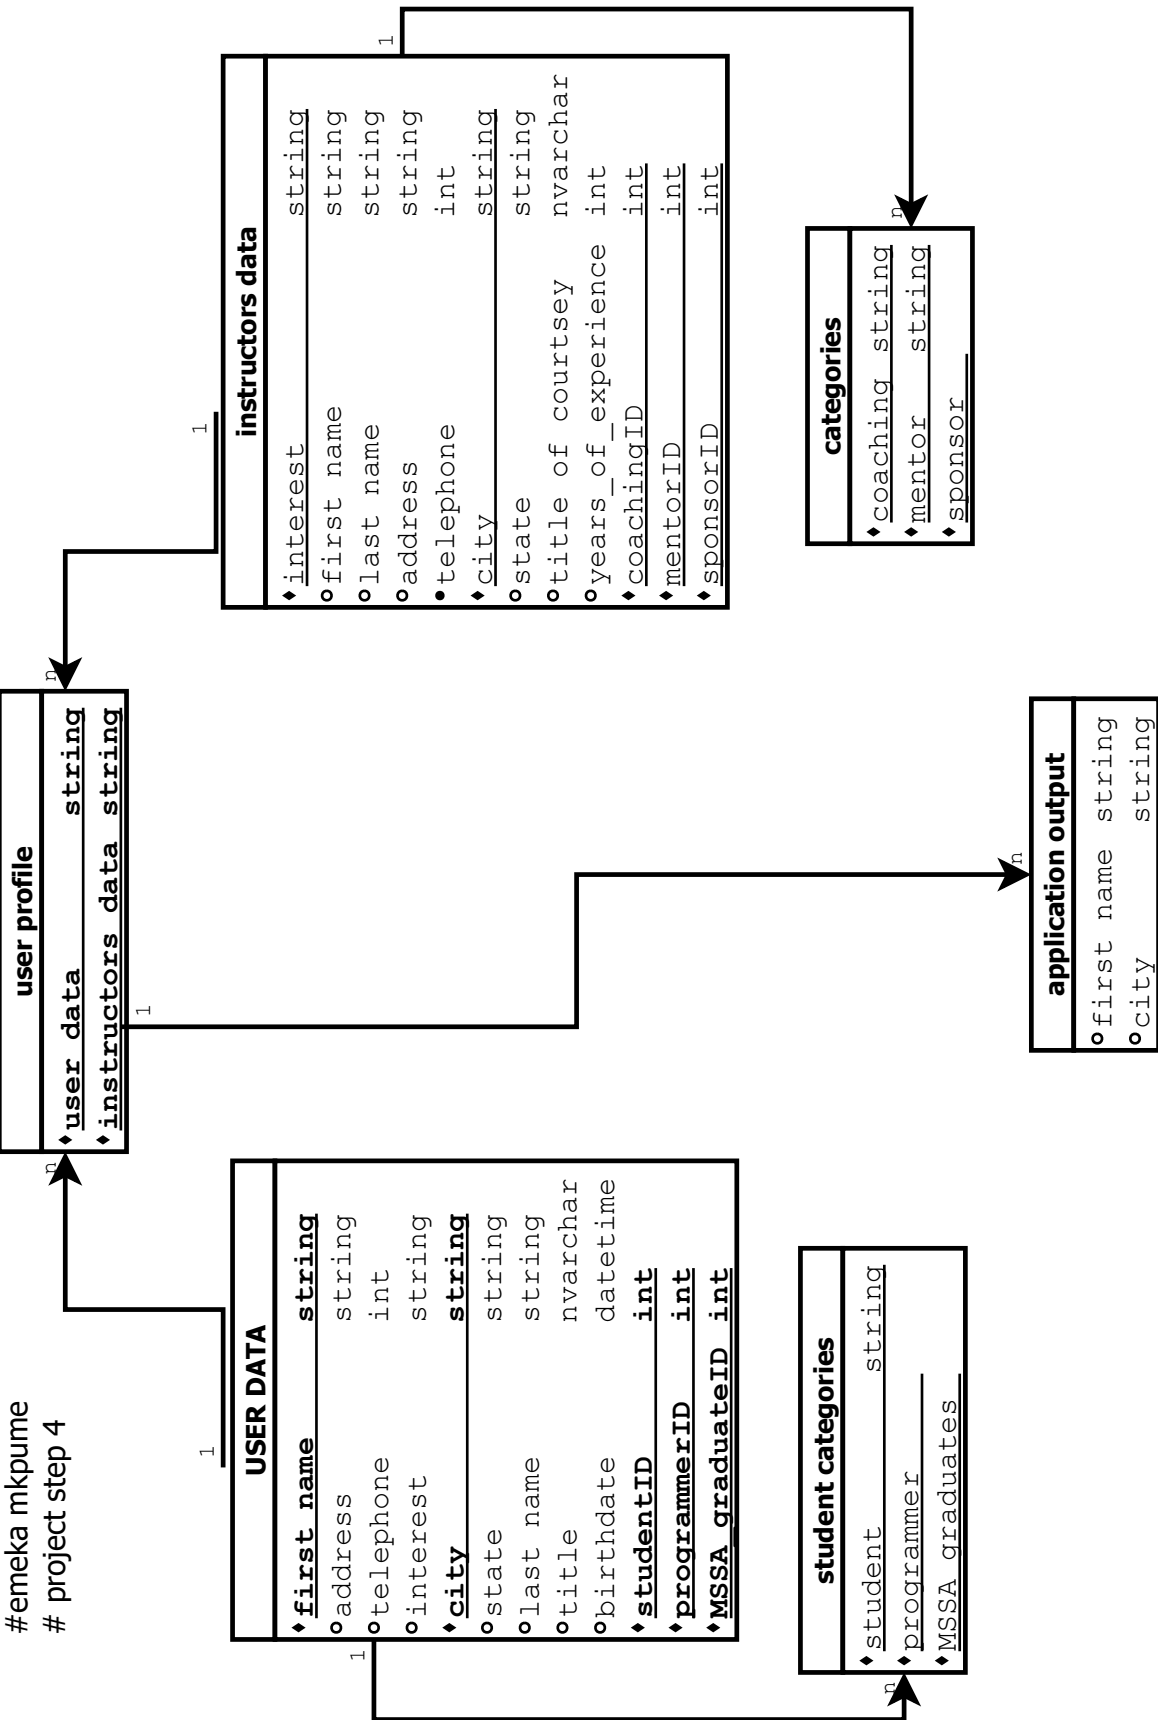 #emeka mkpume
# project step 4
user profile
user data string
instructors data string
n
n
1
1
1
USER DATA
first name string
address string
telephone int
interest string
city string
state string
last name string
title nvarchar
birthdate datetime
studentID int
programmerID int
MSSA_graduateID int
1
n
student categories
student string
programmer
MSSA graduates
instructors data
interest string
first name string
last name string
address string
telephone int
city string
state string
title of courtsey nvarchar
years_of_experience int
coachingID int
mentorID int
sponsorID int
1
n
categories
coaching string
mentor string
sponsor
n
application output
first name string
city string